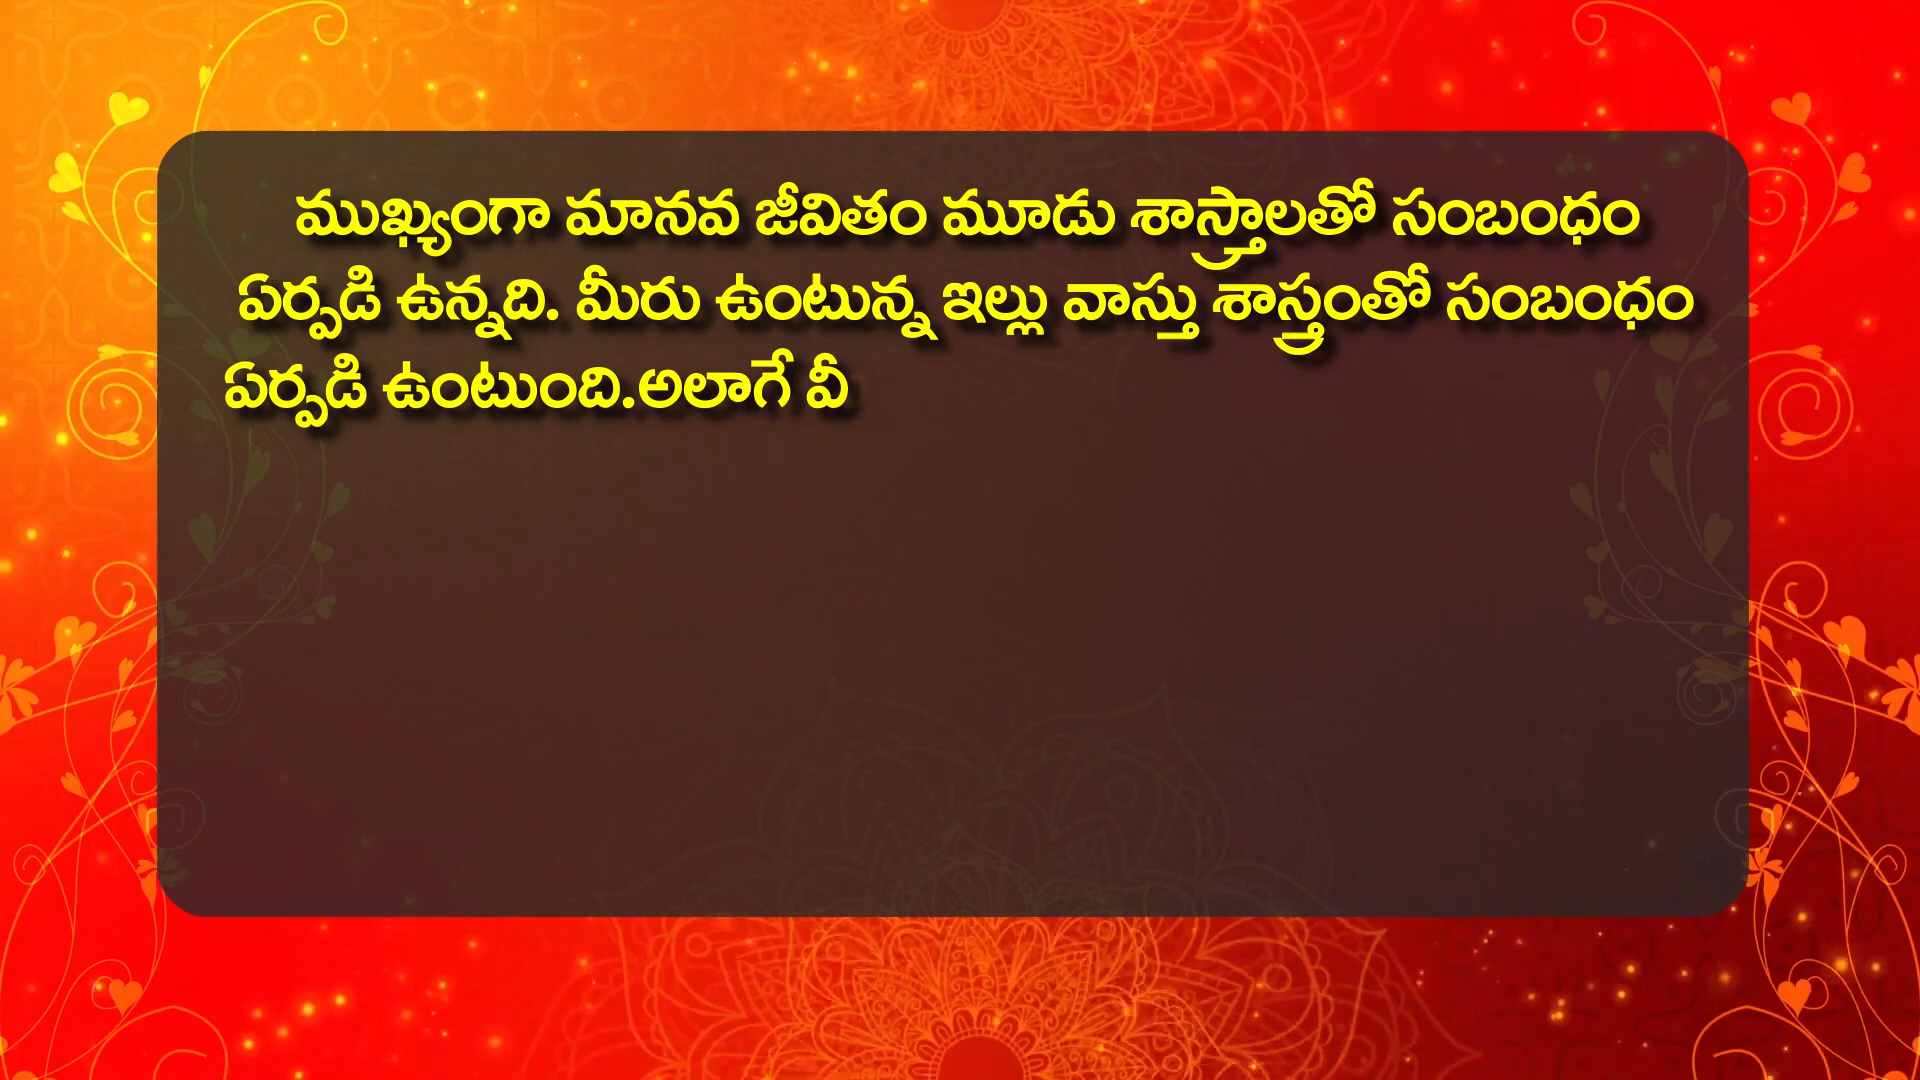 ముఖ్యంగా మానవ జీవితం మూడు శాస్త్రాలతో సంబంధం
ఏర్పడి ఉన్నది. మీరు ఉంటున్న ఇల్లు వాస్తు శాస్త్రంతో సంబంధం
ఏర్పడి ఉంటుంది.అలాగే వీ